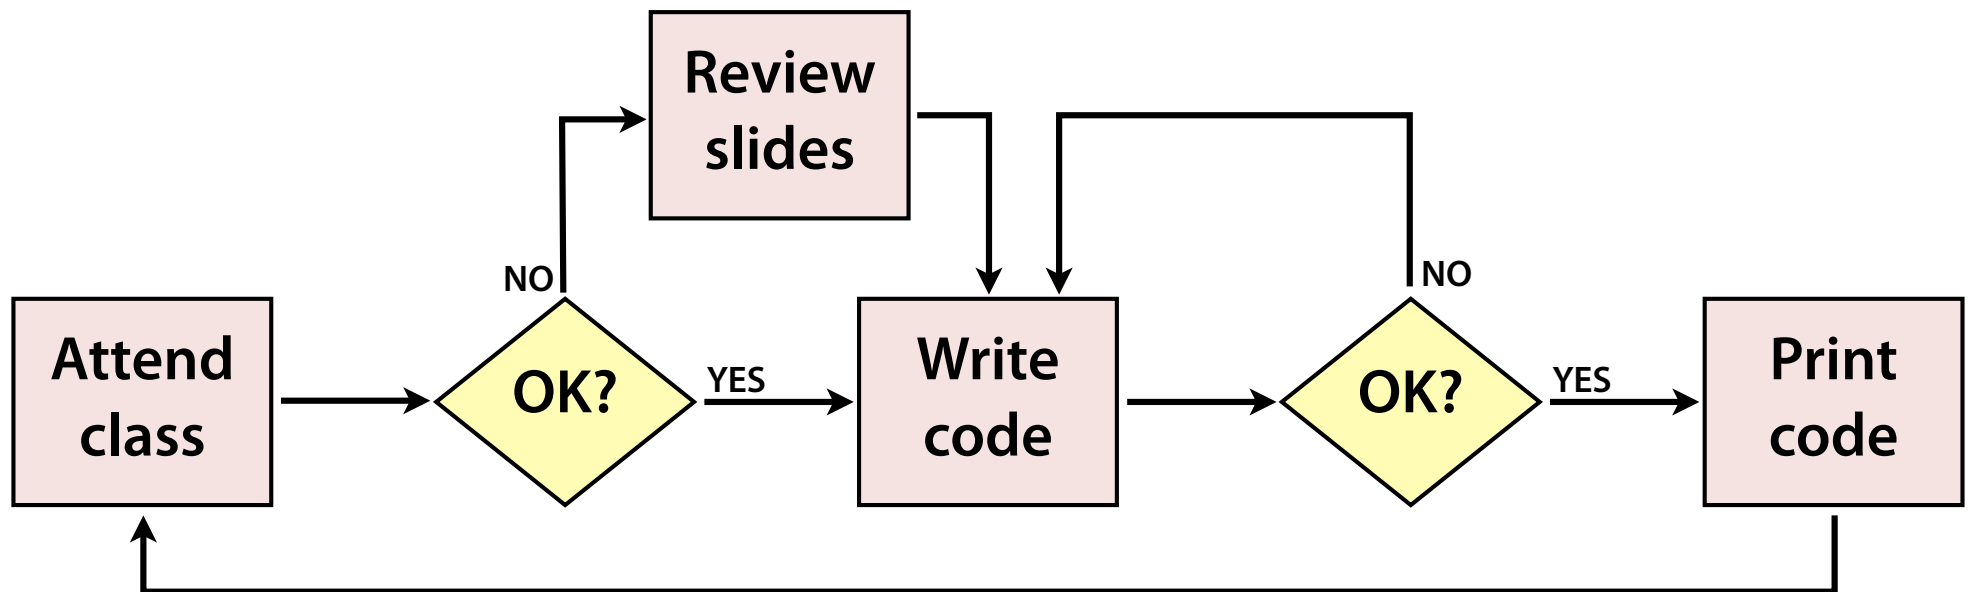 Review
slides
NO
NO
Attend
class
OK?
YES
Write
code
OK?
YES
Print
code